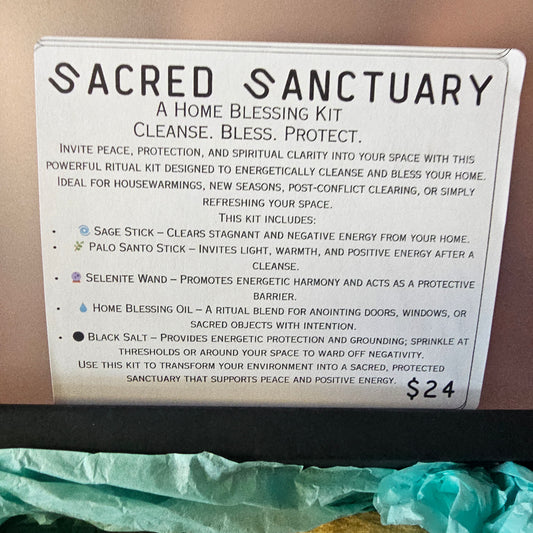 SACRED SANCTUARY
A HOME BLESSING KIT
CLEANSE. BLESS. PROTECT.
INVITE PEACE, PROTECTION, AND SPIRITUAL CLARITY INTO YOUR SPACE WITH THIS
POWERFUL RITUAL KIT DESIGNED TO ENERGETICALLY CLEANSE AND BLESS YOUR HOME.
IDEAL FOR HOUSEWARMINGS, NEW SEASONS, POST-CONFLICT CLEARING, OR SIMPLY
REFRESHING YOUR SPACE.
THIS KIT INCLUDES:
• 🌀 SAGE STICK – CLEARS STAGNANT AND NEGATIVE ENERGY FROM YOUR HOME.
• 🌿 PALO SANTO STICK – INVITES LIGHT, WARMTH, AND POSITIVE ENERGY AFTER A
CLEANSE.
• 🔮 SELENITE WAND – PROMOTES ENERGETIC HARMONY AND ACTS AS A PROTECTIVE
BARRIER.
• 💧 HOME BLESSING OIL – A RITUAL BLEND FOR ANOINTING DOORS, WINDOWS, OR
SACRED OBJECTS WITH INTENTION.
• ⚫ BLACK SALT – PROVIDES ENERGETIC PROTECTION AND GROUNDING; SPRINKLE AT
THRESHOLDS OR AROUND YOUR SPACE TO WARD OFF NEGATIVITY.
USE THIS KIT TO TRANSFORM YOUR ENVIRONMENT INTO A SACRED, PROTECTED
SANCTUARY THAT SUPPORTS PEACE AND POSITIVE ENERGY.
$24